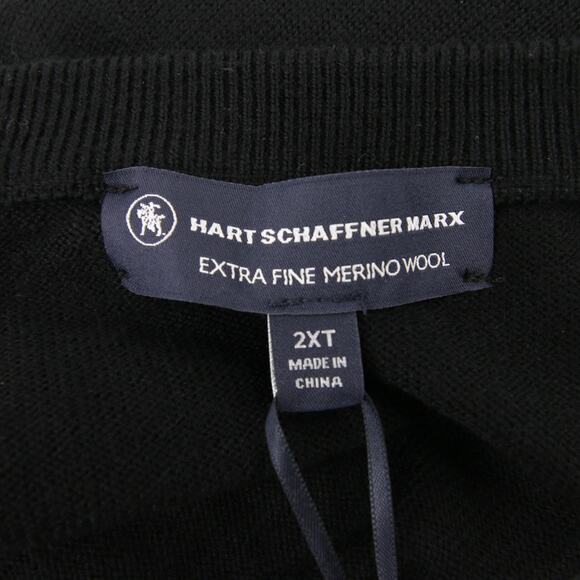 HART SCHAFFNER MARX
EXTRA FINE MERINO WOOL
2XT
MADE IN
CHINA